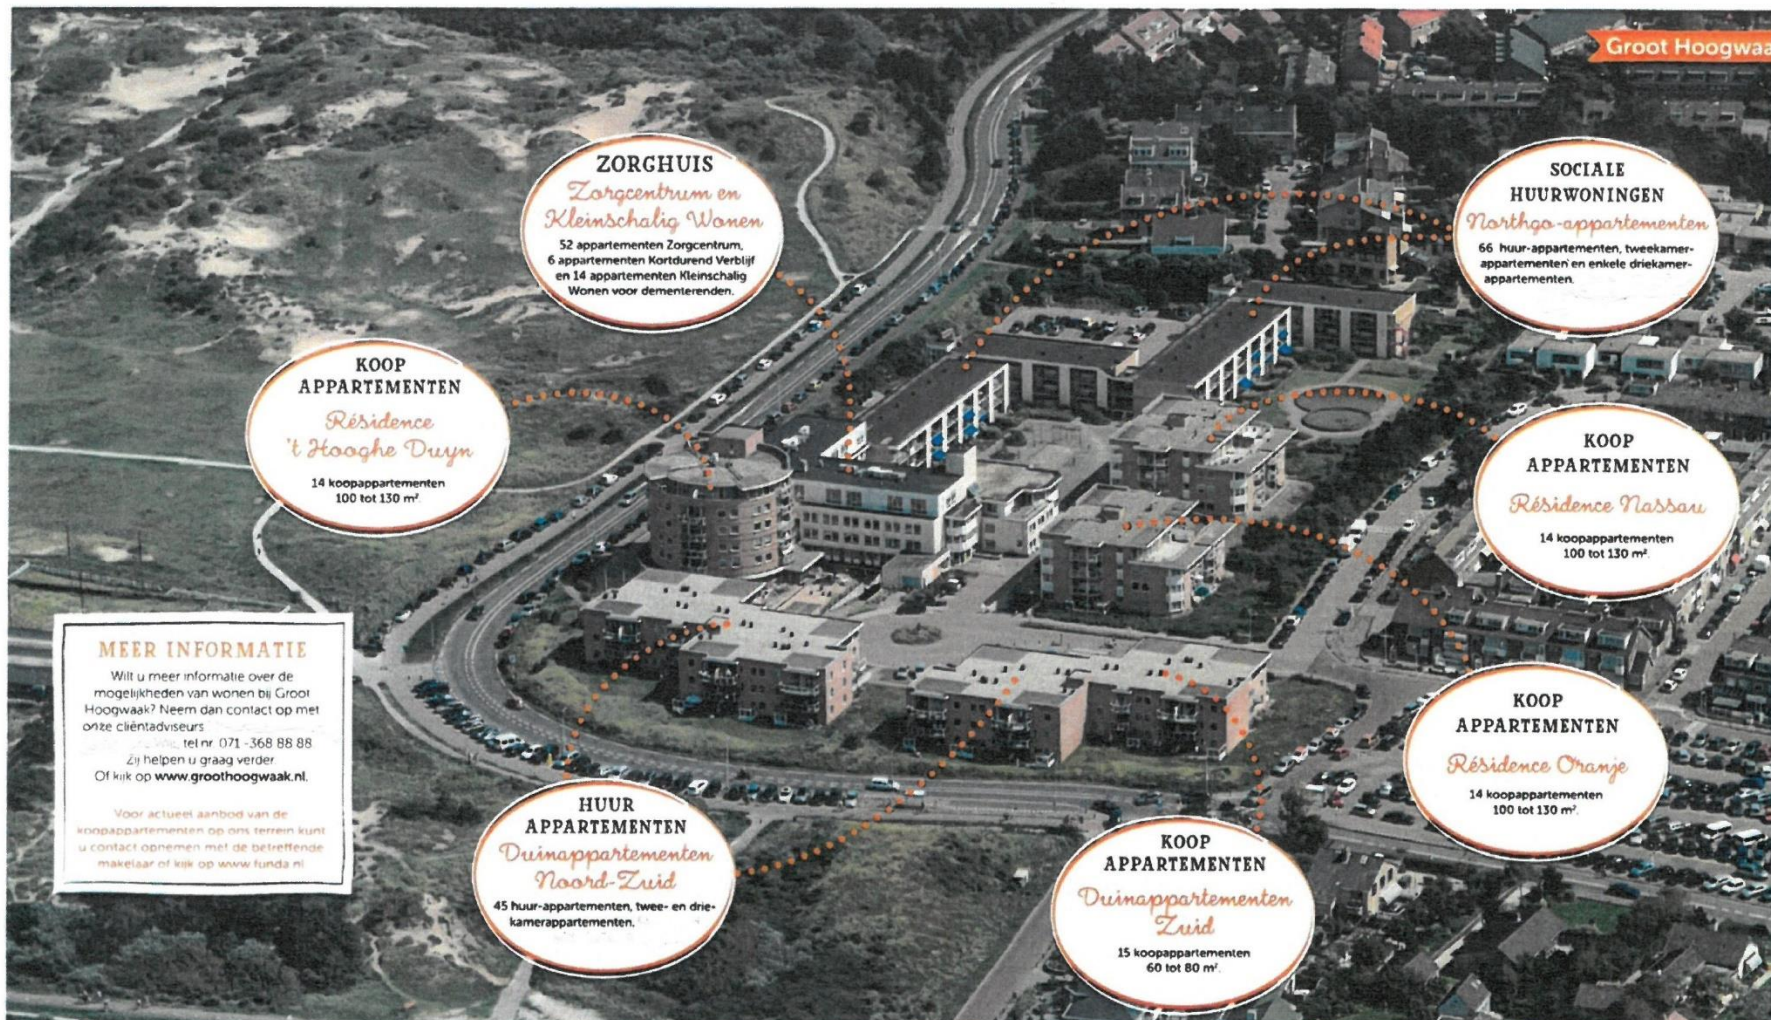 Groot Hoogwaa
ZORGHUIS
Zorgcentrum en
Kleinschalig Wonen
52 appartementen Zorgcentrum,
6 appartementen Kortdurend Verblijf
en 14 appartementen Kleinschalig
Wonen voor dementerenden.
SOCIALE
HUURWONINGEN
Northgo-appartementen
66 huur-appartementen, tweekamer-
appartementen en enkele driekamer-
appartementen.
KOOP
APPARTEMENTEN
Résidence
't Hooghe Duyn
14 koopappartementen
100 tot 130 m².
KOOP
APPARTEMENTEN
Résidence Nassau
14 koopappartementen
100 tot 130 m².
MEER INFORMATIE
Wilt u meer informatie over de
mogelijkheden van wonen bij Groot
Hoogwaak? Neem dan contact op met
onze cliëntadviseurs
tel nr. 071 -368 88 88.
Zij helpen u graag verder.
Of kijk op www.groothoogwaak.nl.
Voor actueel aanbod van de
koopappartementen op ons terrein kunt
u contact opnemen met de betreffende
makelaar of kijk op www.funda.nl
KOOP
APPARTEMENTEN
Résidence Oranje
14 koopappartementen
100 tot 130 m².
HUUR
APPARTEMENTEN
Duinappartementen
Noord-Zuid
45 huur-appartementen, twee- en drie-
kamerappartementen.
KOOP
APPARTEMENTEN
Duinappartementen
Zuid
15 koopappartementen
60 tot 80 m².